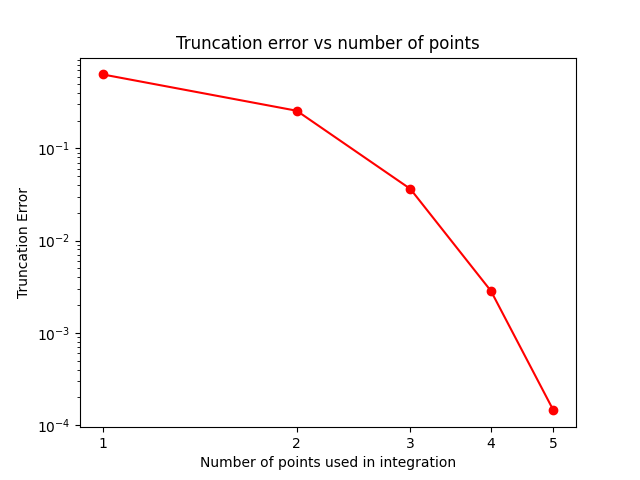 Truncation error vs number of points
Truncation Error
10⁻¹
10⁻²
10⁻³
10⁻⁴
1 2 3 4 5
Number of points used in integration